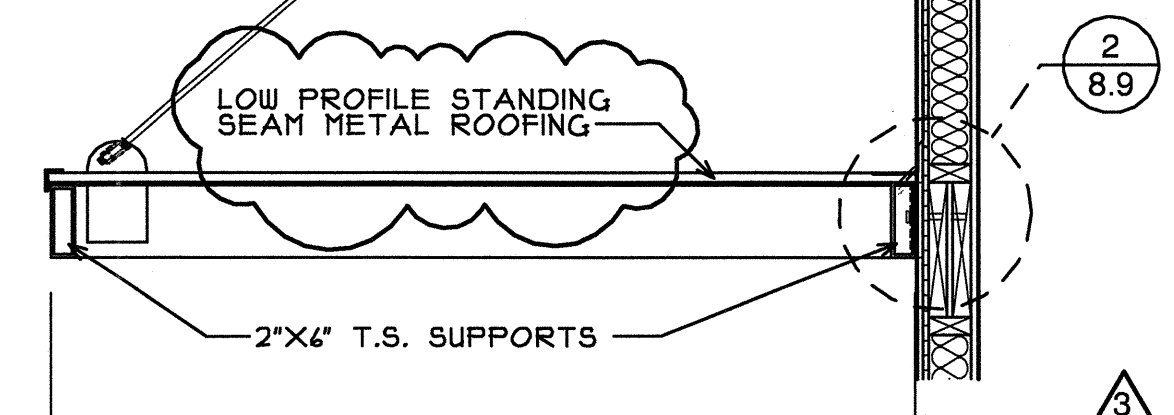 2
8.9
LOW PROFILE STANDING
SEAM METAL ROOFING
2"X6" T.S. SUPPORTS
3